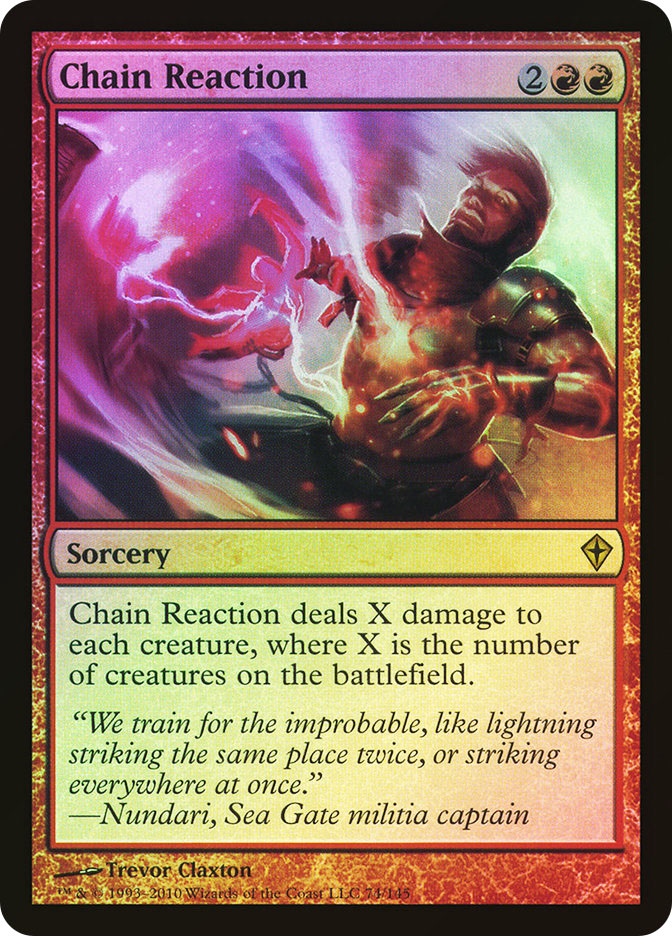 Chain Reaction 2
Sorcery
Chain Reaction deals X damage to
each creature, where X is the number
of creatures on the battlefield.
“We train for the improbable, like lightning
striking the same place twice, or striking
everywhere at once.”
—Nundari, Sea Gate militia captain
Trevor Claxton
™ & © 1993–2010 Wizards of the Coast LLC 74/145